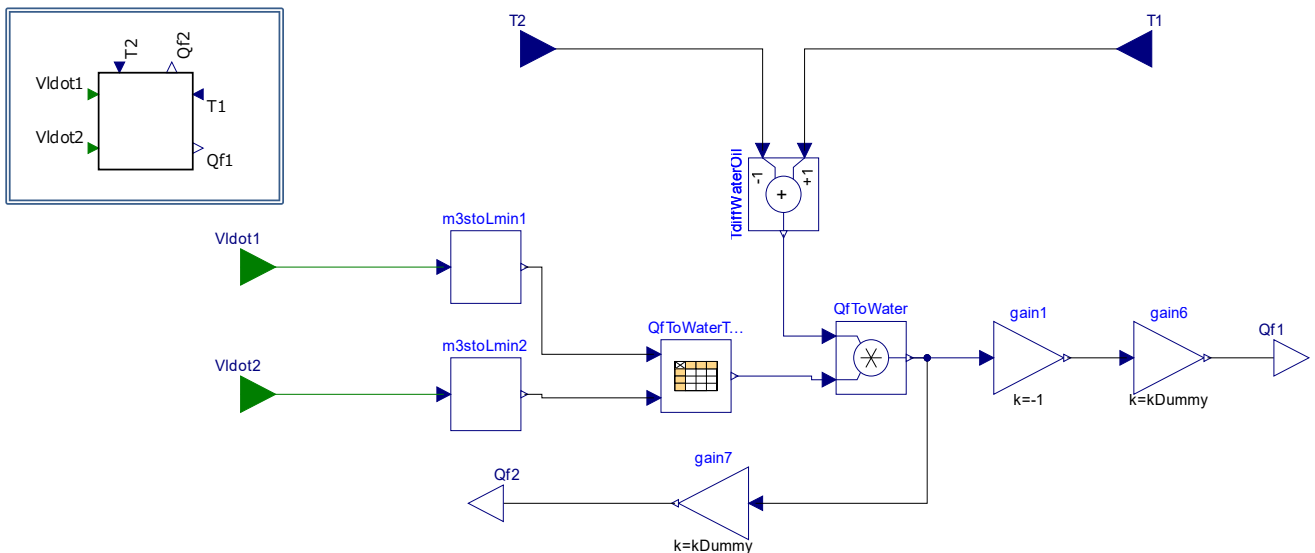 T2
Qf2
Vldot1
T1
Vldot2
Qf1
T2
T1
-1
+1
+
TdiffWaterOil
m3stoLmin1
Vldot1
m3stoLmin2
Vldot2
QfToWaterT...
QfToWater
gain1
k=-1
gain6
k=kDummy
Qf1
gain7
k=kDummy
Qf2